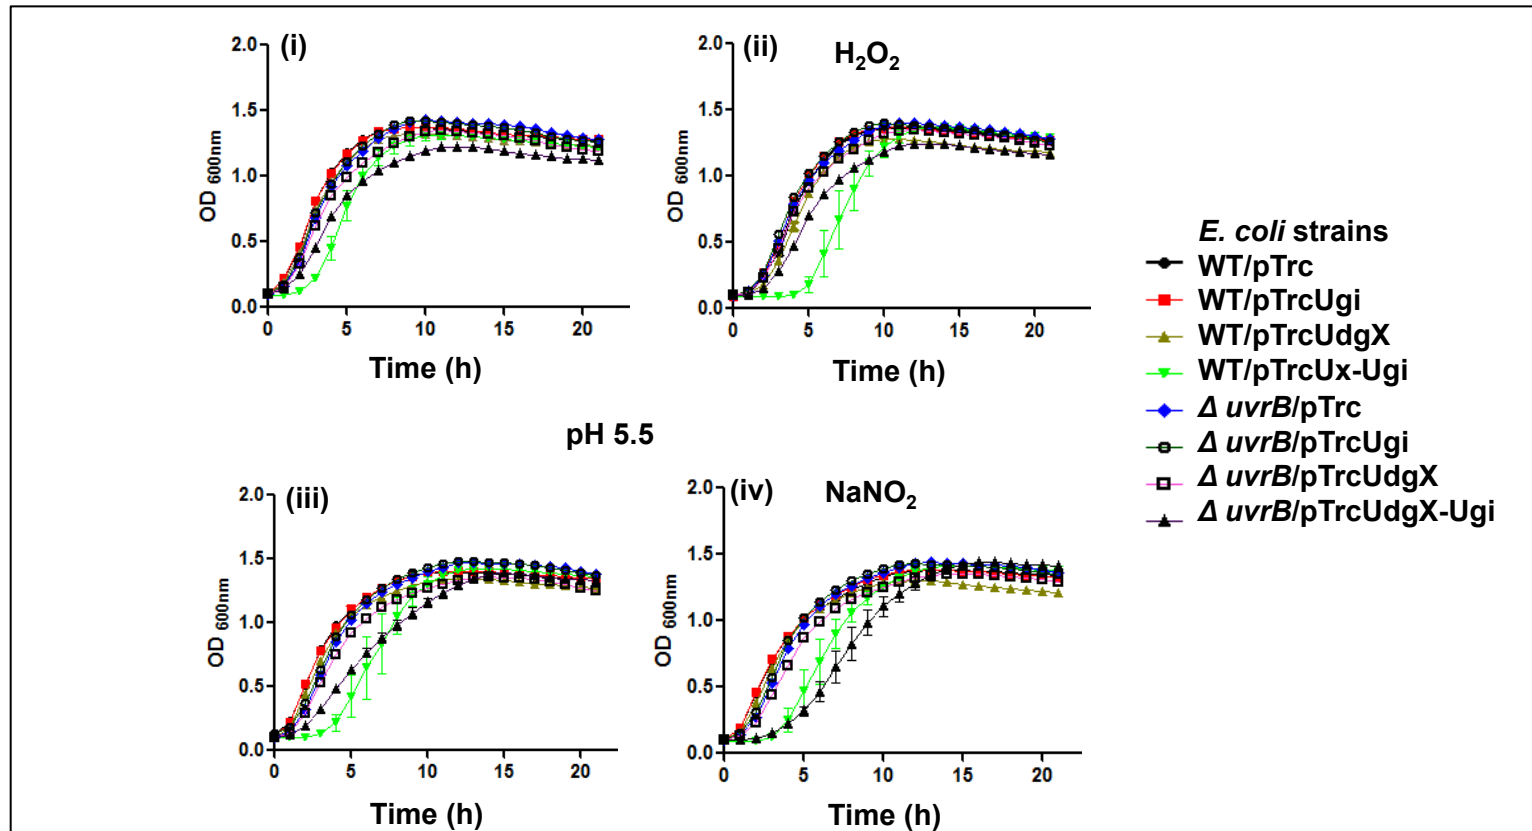 (i)
2.0
1.5
1.0
0.5
0.0
OD 600nm
0 5 10 15 20
Time (h)
(ii) H₂O₂
2.0
1.5
1.0
0.5
0.0
OD 600nm
0 5 10 15 20
Time (h)
pH 5.5
(iii)
2.0
1.5
1.0
0.5
0.0
OD 600nm
0 5 10 15 20
Time (h)
(iv) NaNO₂
2.0
1.5
1.0
0.5
0.0
OD 600nm
0 5 10 15 20
Time (h)
E. coli strains
WT/pTrc
WT/pTrcUgi
WT/pTrcUdgX
WT/pTrcUx-Ugi
Δ uvrB/pTrc
Δ uvrB/pTrcUgi
Δ uvrB/pTrcUdgX
Δ uvrB/pTrcUdgX-Ugi